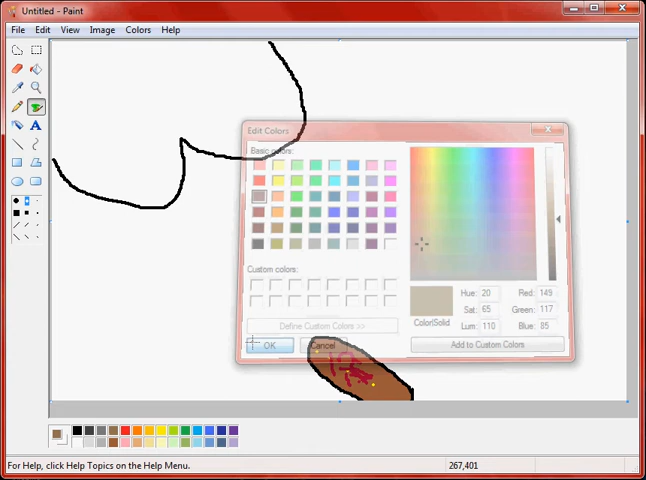 Untitled - Paint
File Edit View Image Colors Help
Edit Colors
Basic colors:
Custom colors:
Define Custom Colors >>
OK Cancel
Color|Solid
Hue: 20 Red: 149
Sat: 65 Green: 117
Lum: 110 Blue: 85
Add to Custom Colors
For Help, click Help Topics on the Help Menu. 267,401